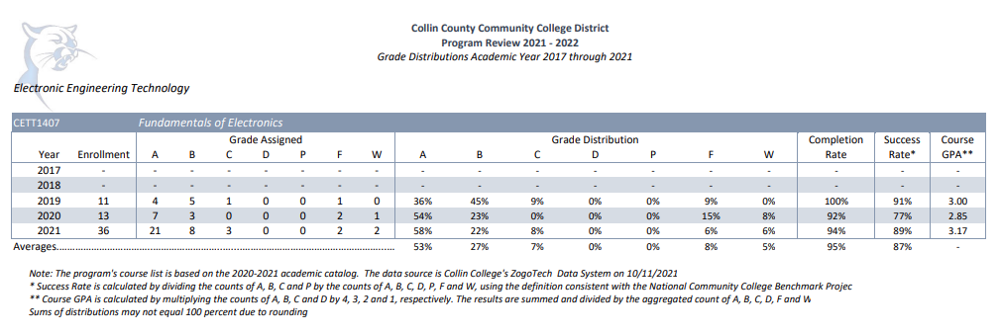 Collin County Community College District
Program Review 2021 - 2022
Grade Distributions Academic Year 2017 through 2021
Electronic Engineering Technology
CETT1407 Fundamentals of Electronics
Grade Assigned Grade Distribution Completion Success Course
Year Enrollment A B C D P F W A B C D P F W Rate Rate* GPA**
2017 - - - - - - - - - - - - - - - - - -
2018 - - - - - - - - - - - - - - - - - -
2019 11 4 5 1 0 0 1 0 36% 45% 9% 0% 0% 9% 0% 100% 91% 3.00
2020 13 7 3 0 0 0 2 1 54% 23% 0% 0% 0% 15% 8% 92% 77% 2.85
2021 36 21 8 3 0 0 2 2 58% 22% 8% 0% 0% 6% 6% 94% 89% 3.17
Averages................................................................................................ 53% 27% 7% 0% 0% 8% 5% 95% 87% -
Note: The program's course list is based on the 2020-2021 academic catalog. The data source is Collin College's ZogoTech Data System on 10/11/2021
* Success Rate is calculated by dividing the counts of A, B, C and P by the counts of A, B, C, D, P, F and W, using the definition consistent with the National Community College Benchmark Projec
** Course GPA is calculated by multiplying the counts of A, B, C and D by 4, 3, 2 and 1, respectively. The results are summed and divided by the aggregated count of A, B, C, D, F and W
Sums of distributions may not equal 100 percent due to rounding